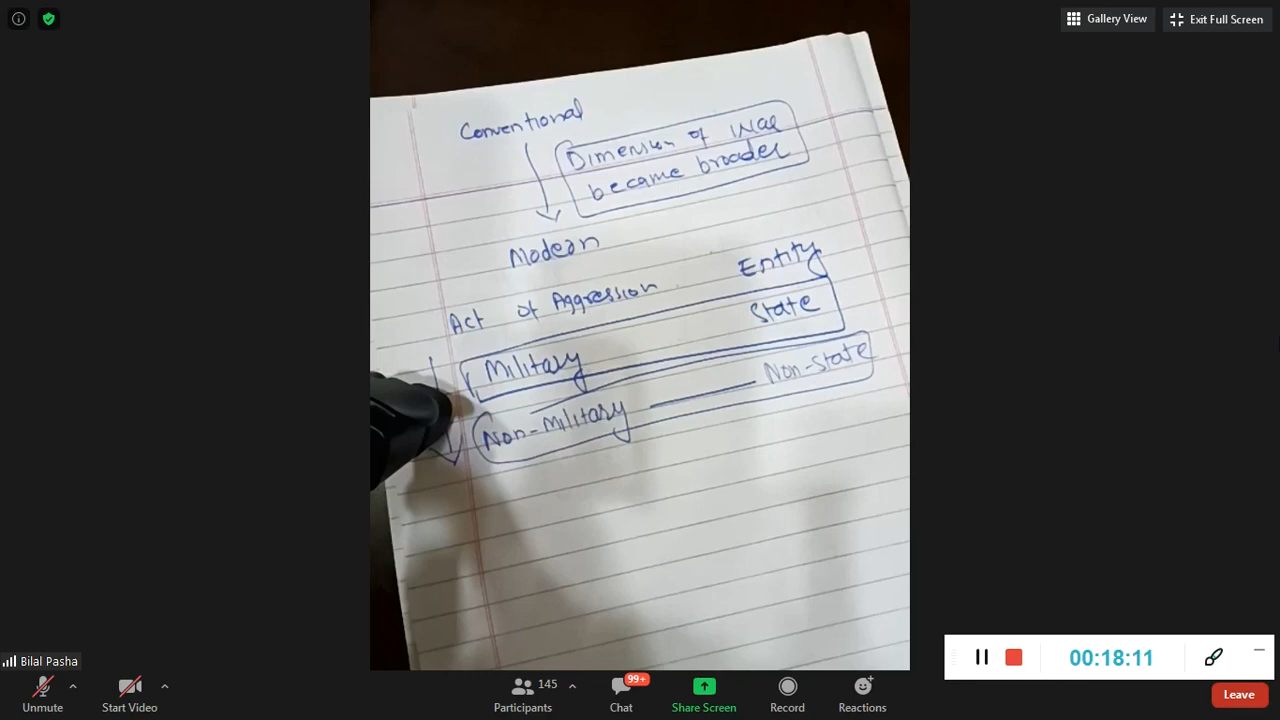 Gallery View
Exit Full Screen
Conventional
Dimension of War
became broader
Modern
Act of Aggression
Entity
Military
State
Non-Military
Non-State
Bilal Pasha
00:18:11
Unmute
Start Video
145
Participants
99+
Chat
Share Screen
Record
Reactions
Leave